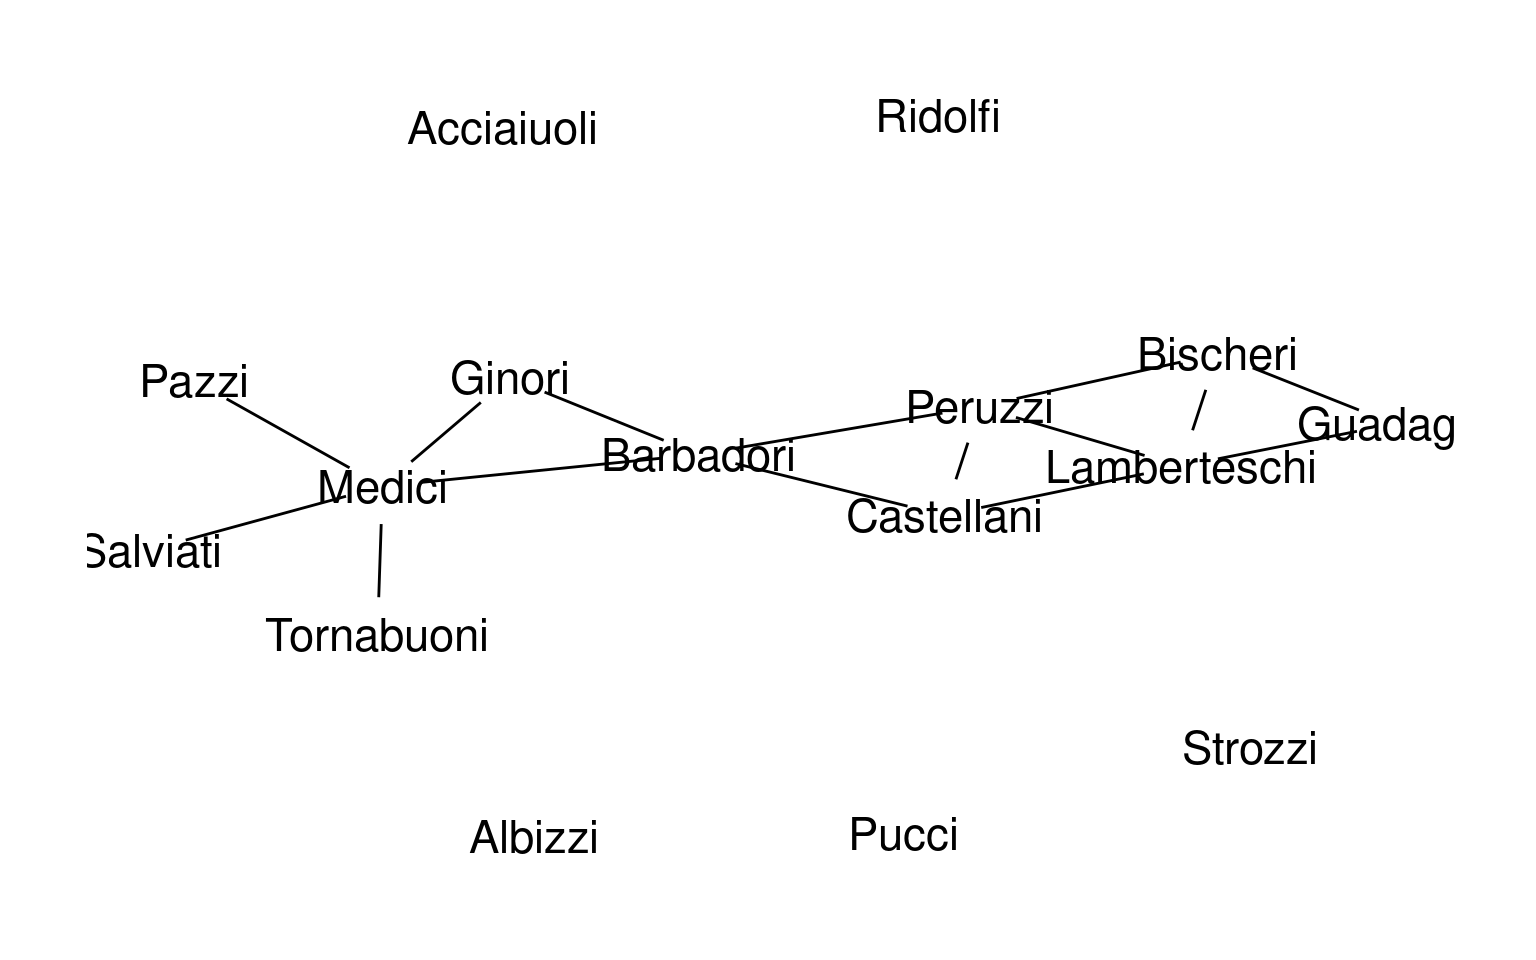 Acciaiuoli
Ridolfi
Bischeri
Pazzi
Ginori
Peruzzi
Guadag
Barbadori
Lamberteschi
Medici
Castellani
Salviati
Tornabuoni
Strozzi
Albizzi
Pucci